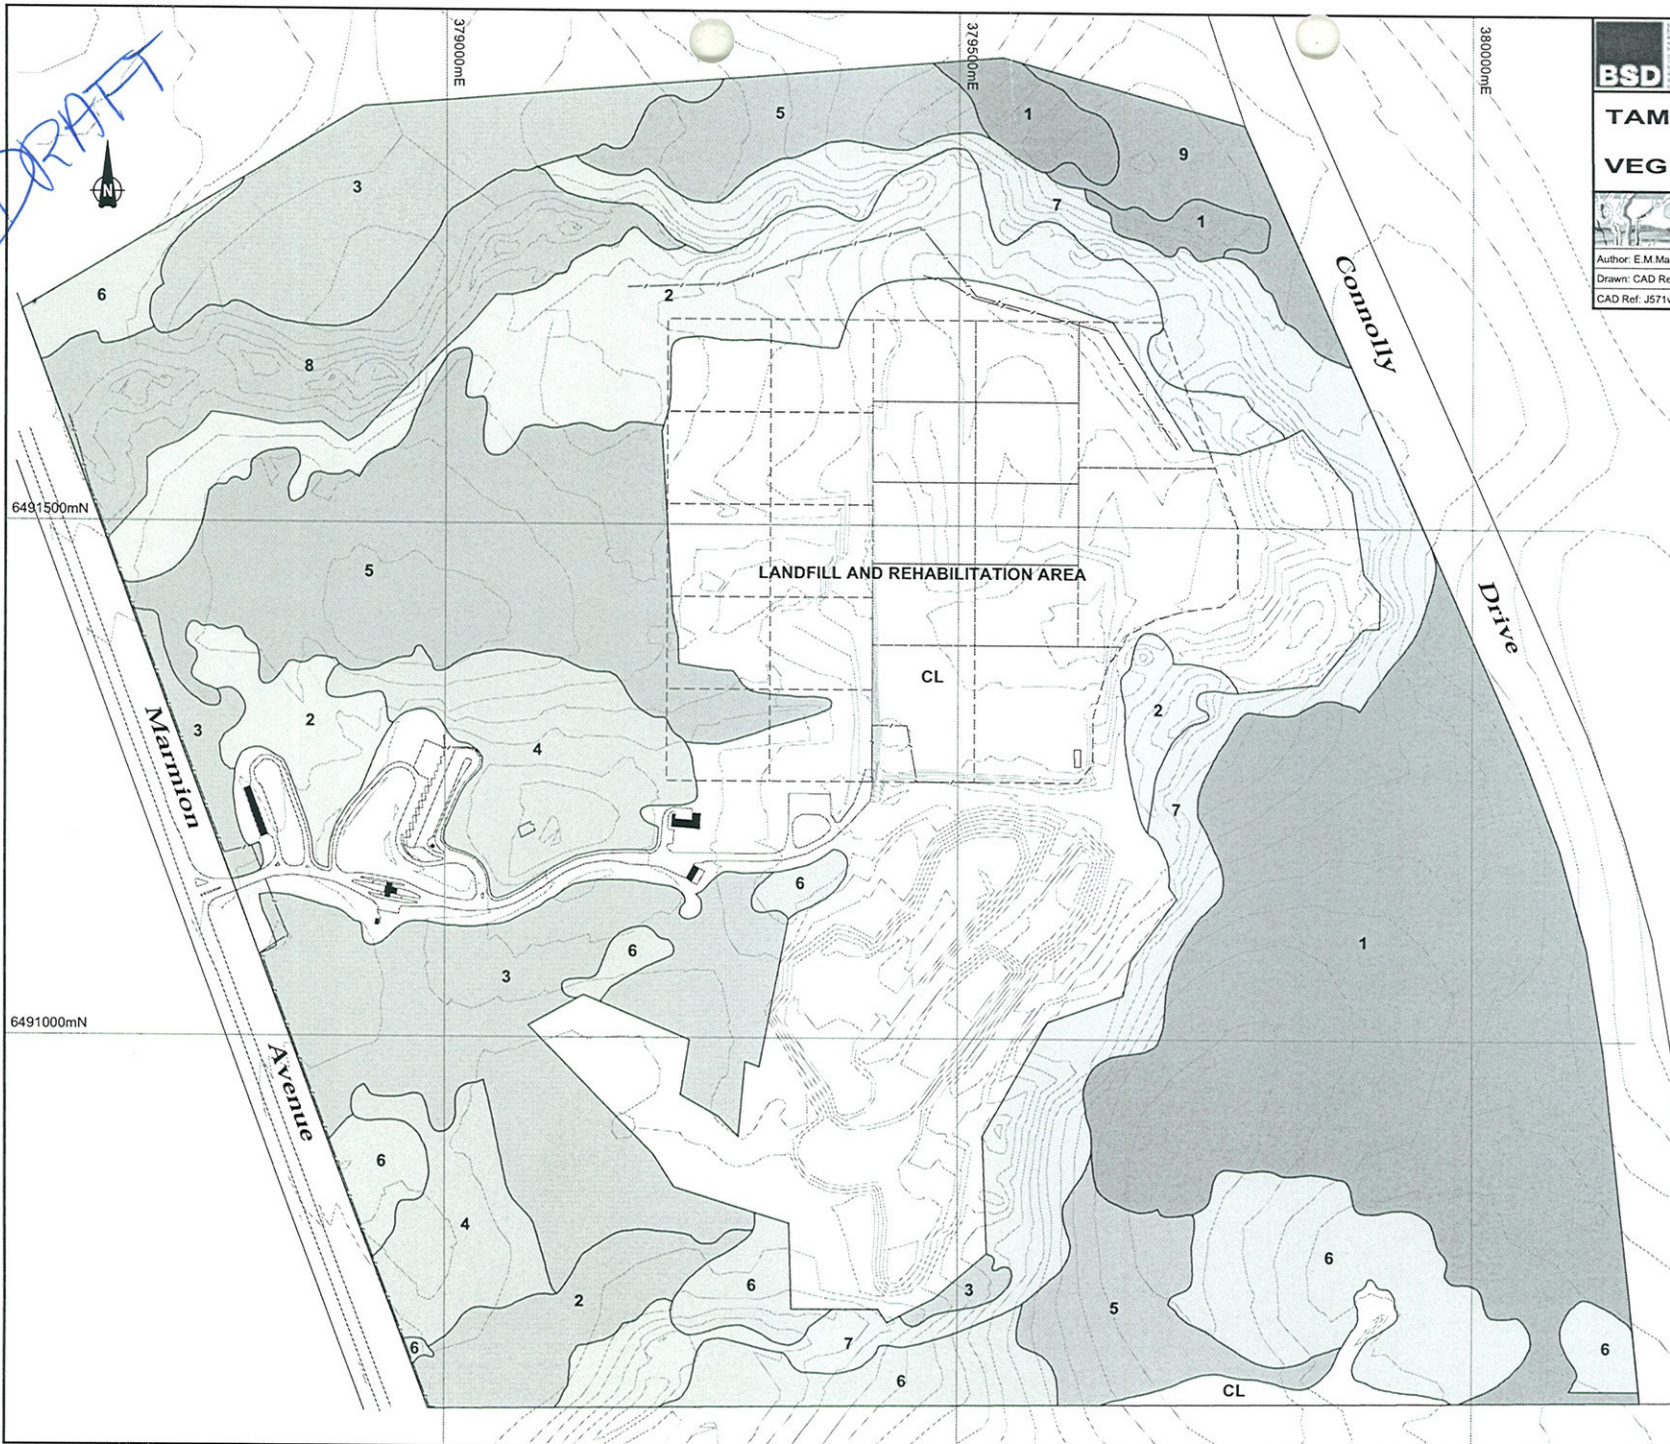 DRAFT
N
379000mE
379500mE
380000mE
BSD
TAM
VEG
Author: E.M.Ma
Drawn: CAD Re
CAD Ref: J571
5
1
9
3
7
1
6
2
Connolly
8
6491500mN
5
LANDFILL AND REHABILITATION AREA
Drive
CL
3
2
4
2
Marmion
7
6
1
6
3
6491000mN
Avenue
6
4
6
6
2
3
5
6
7
6
6
CL